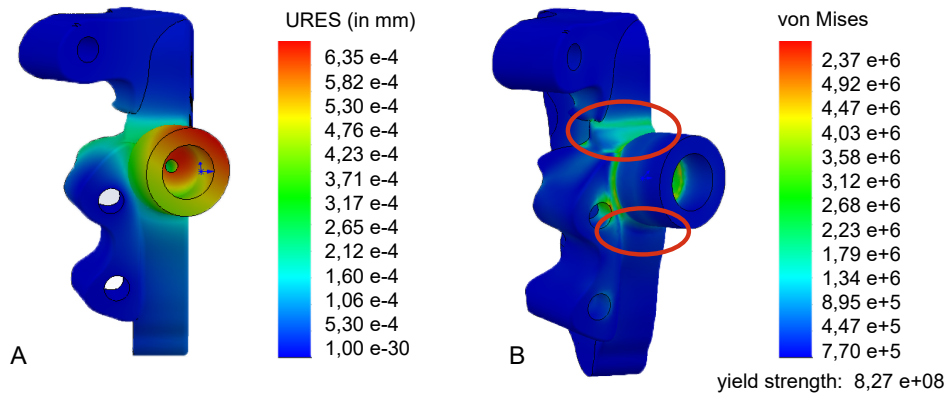 URES (in mm)
6,35 e-4
5,82 e-4
5,30 e-4
4,76 e-4
4,23 e-4
3,71 e-4
3,17 e-4
2,65 e-4
2,12 e-4
1,60 e-4
1,06 e-4
5,30 e-4
1,00 e-30
A
von Mises
2,37 e+6
4,92 e+6
4,47 e+6
4,03 e+6
3,58 e+6
3,12 e+6
2,68 e+6
2,23 e+6
1,79 e+6
1,34 e+6
8,95 e+5
4,47 e+5
7,70 e+5
B
yield strength: 8,27 e+08